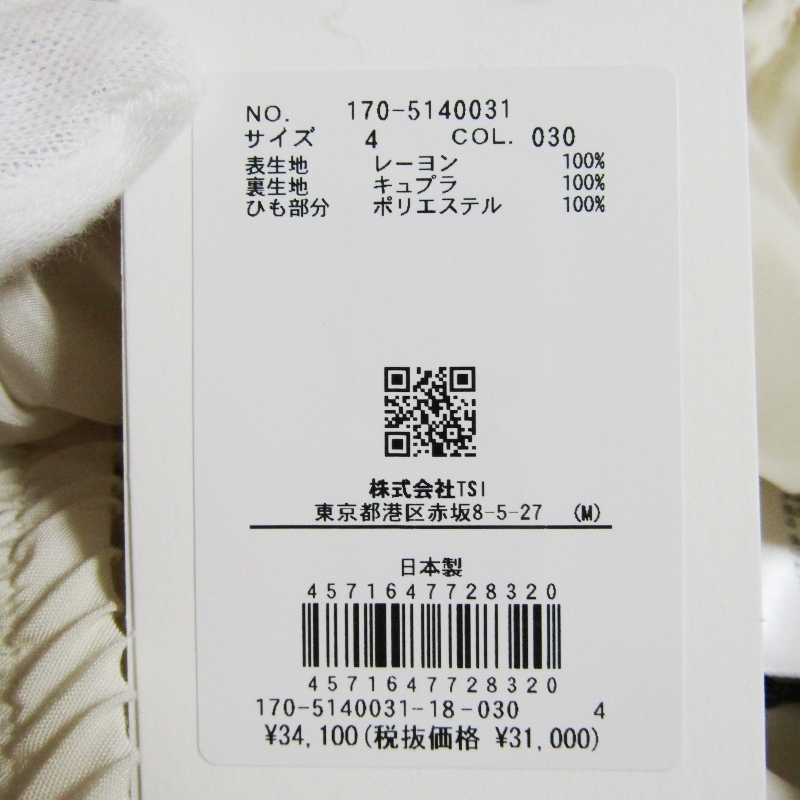 NO. 170-5140031
サイズ 4 COL. 030
表生地 レーヨン 100%
裏生地 キュプラ 100%
ひも部分 ポリエステル 100%
株式会社TSI
東京都港区赤坂8-5-27 (M)
日本製
4571647728320
4571647728320
170-5140031-18-030 4
¥34,100(税抜価格 ¥31,000)